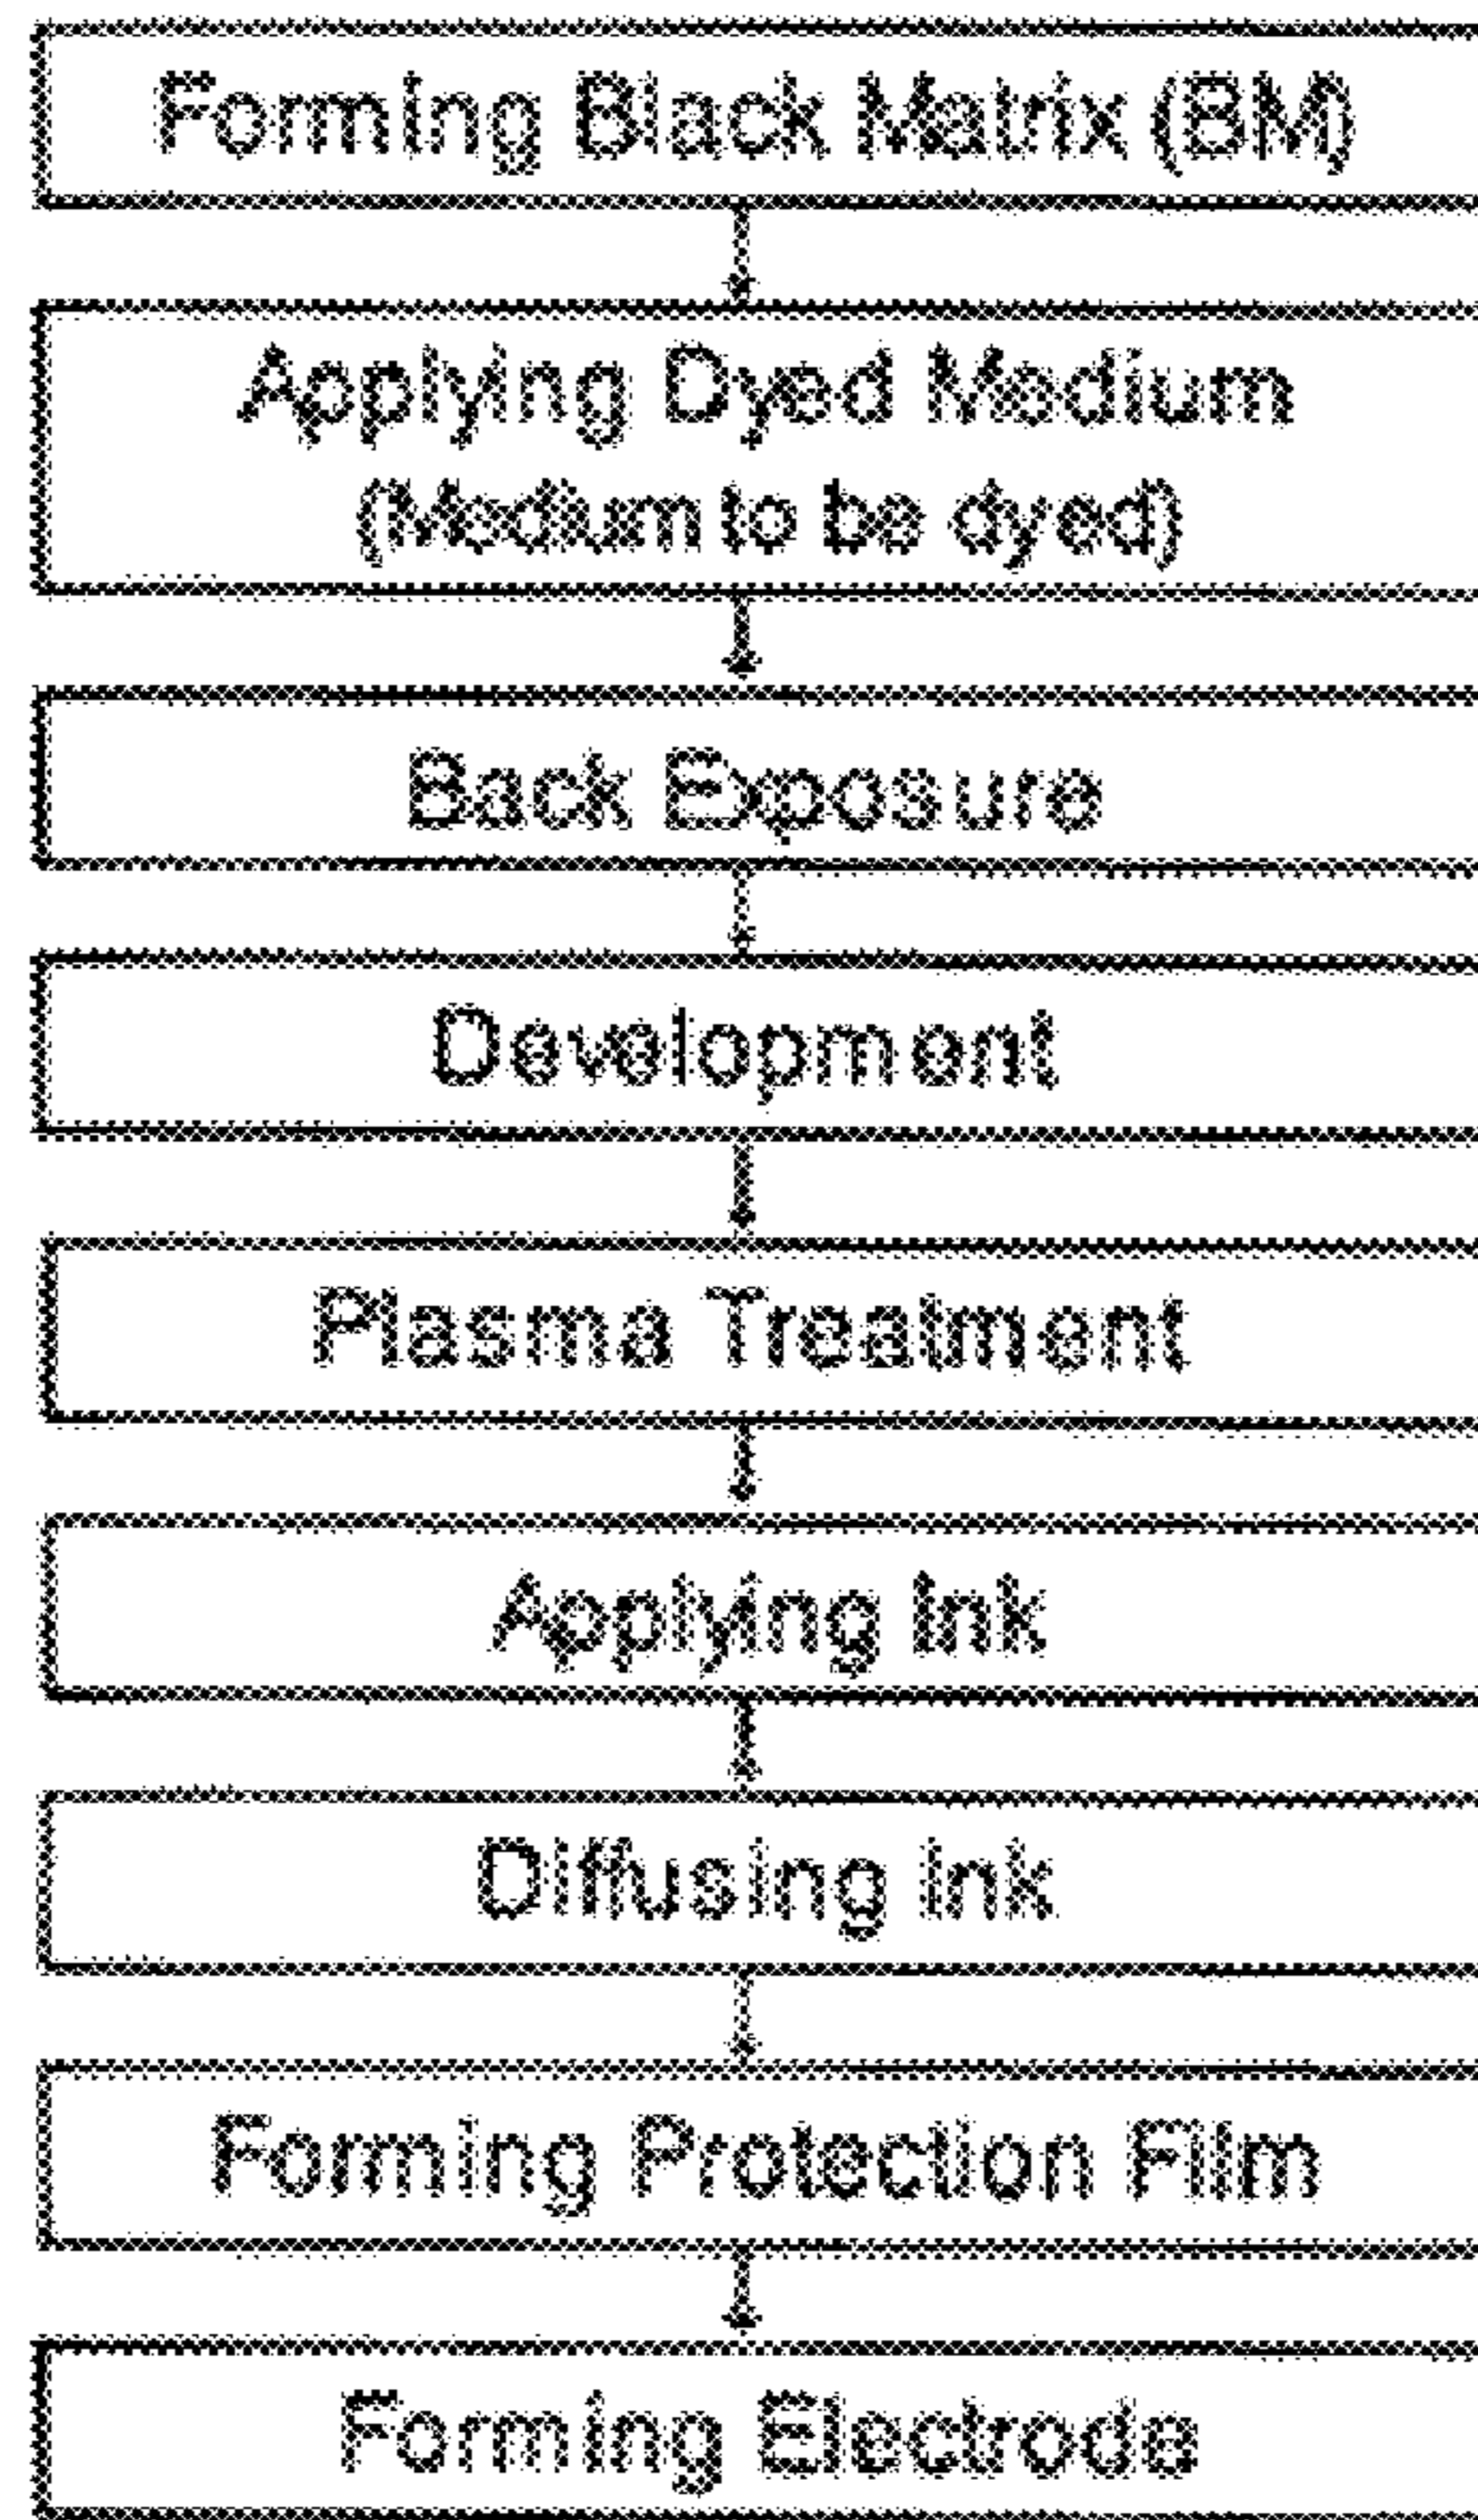 Forming Black Matrix (BM)
Applying Dyed Medium
(Medium to be dyed)
Back Exposure
Development
Plasma Treatment
Applying Ink
Diffusing Ink
Forming Protection Film
Forming Electrode